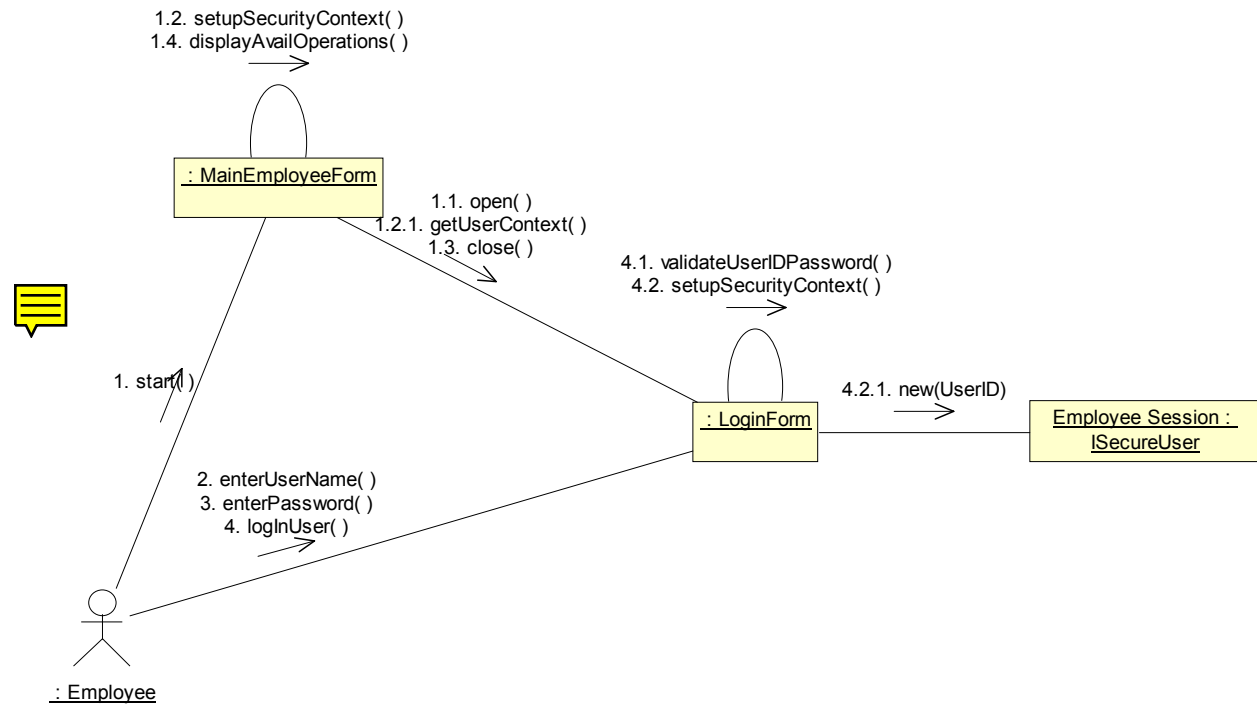 1.2. setupSecurityContext( )
1.4. displayAvailOperations( )
: MainEmployeeForm
1.1. open( )
1.2.1. getUserContext( )
1.3. close( )
4.1. validateUserIDPassword( )
4.2. setupSecurityContext( )
1. start( )
4.2.1. new(UserID)
: LoginForm
Employee Session :
ISecureUser
2. enterUserName( )
3. enterPassword( )
4. logInUser( )
: Employee